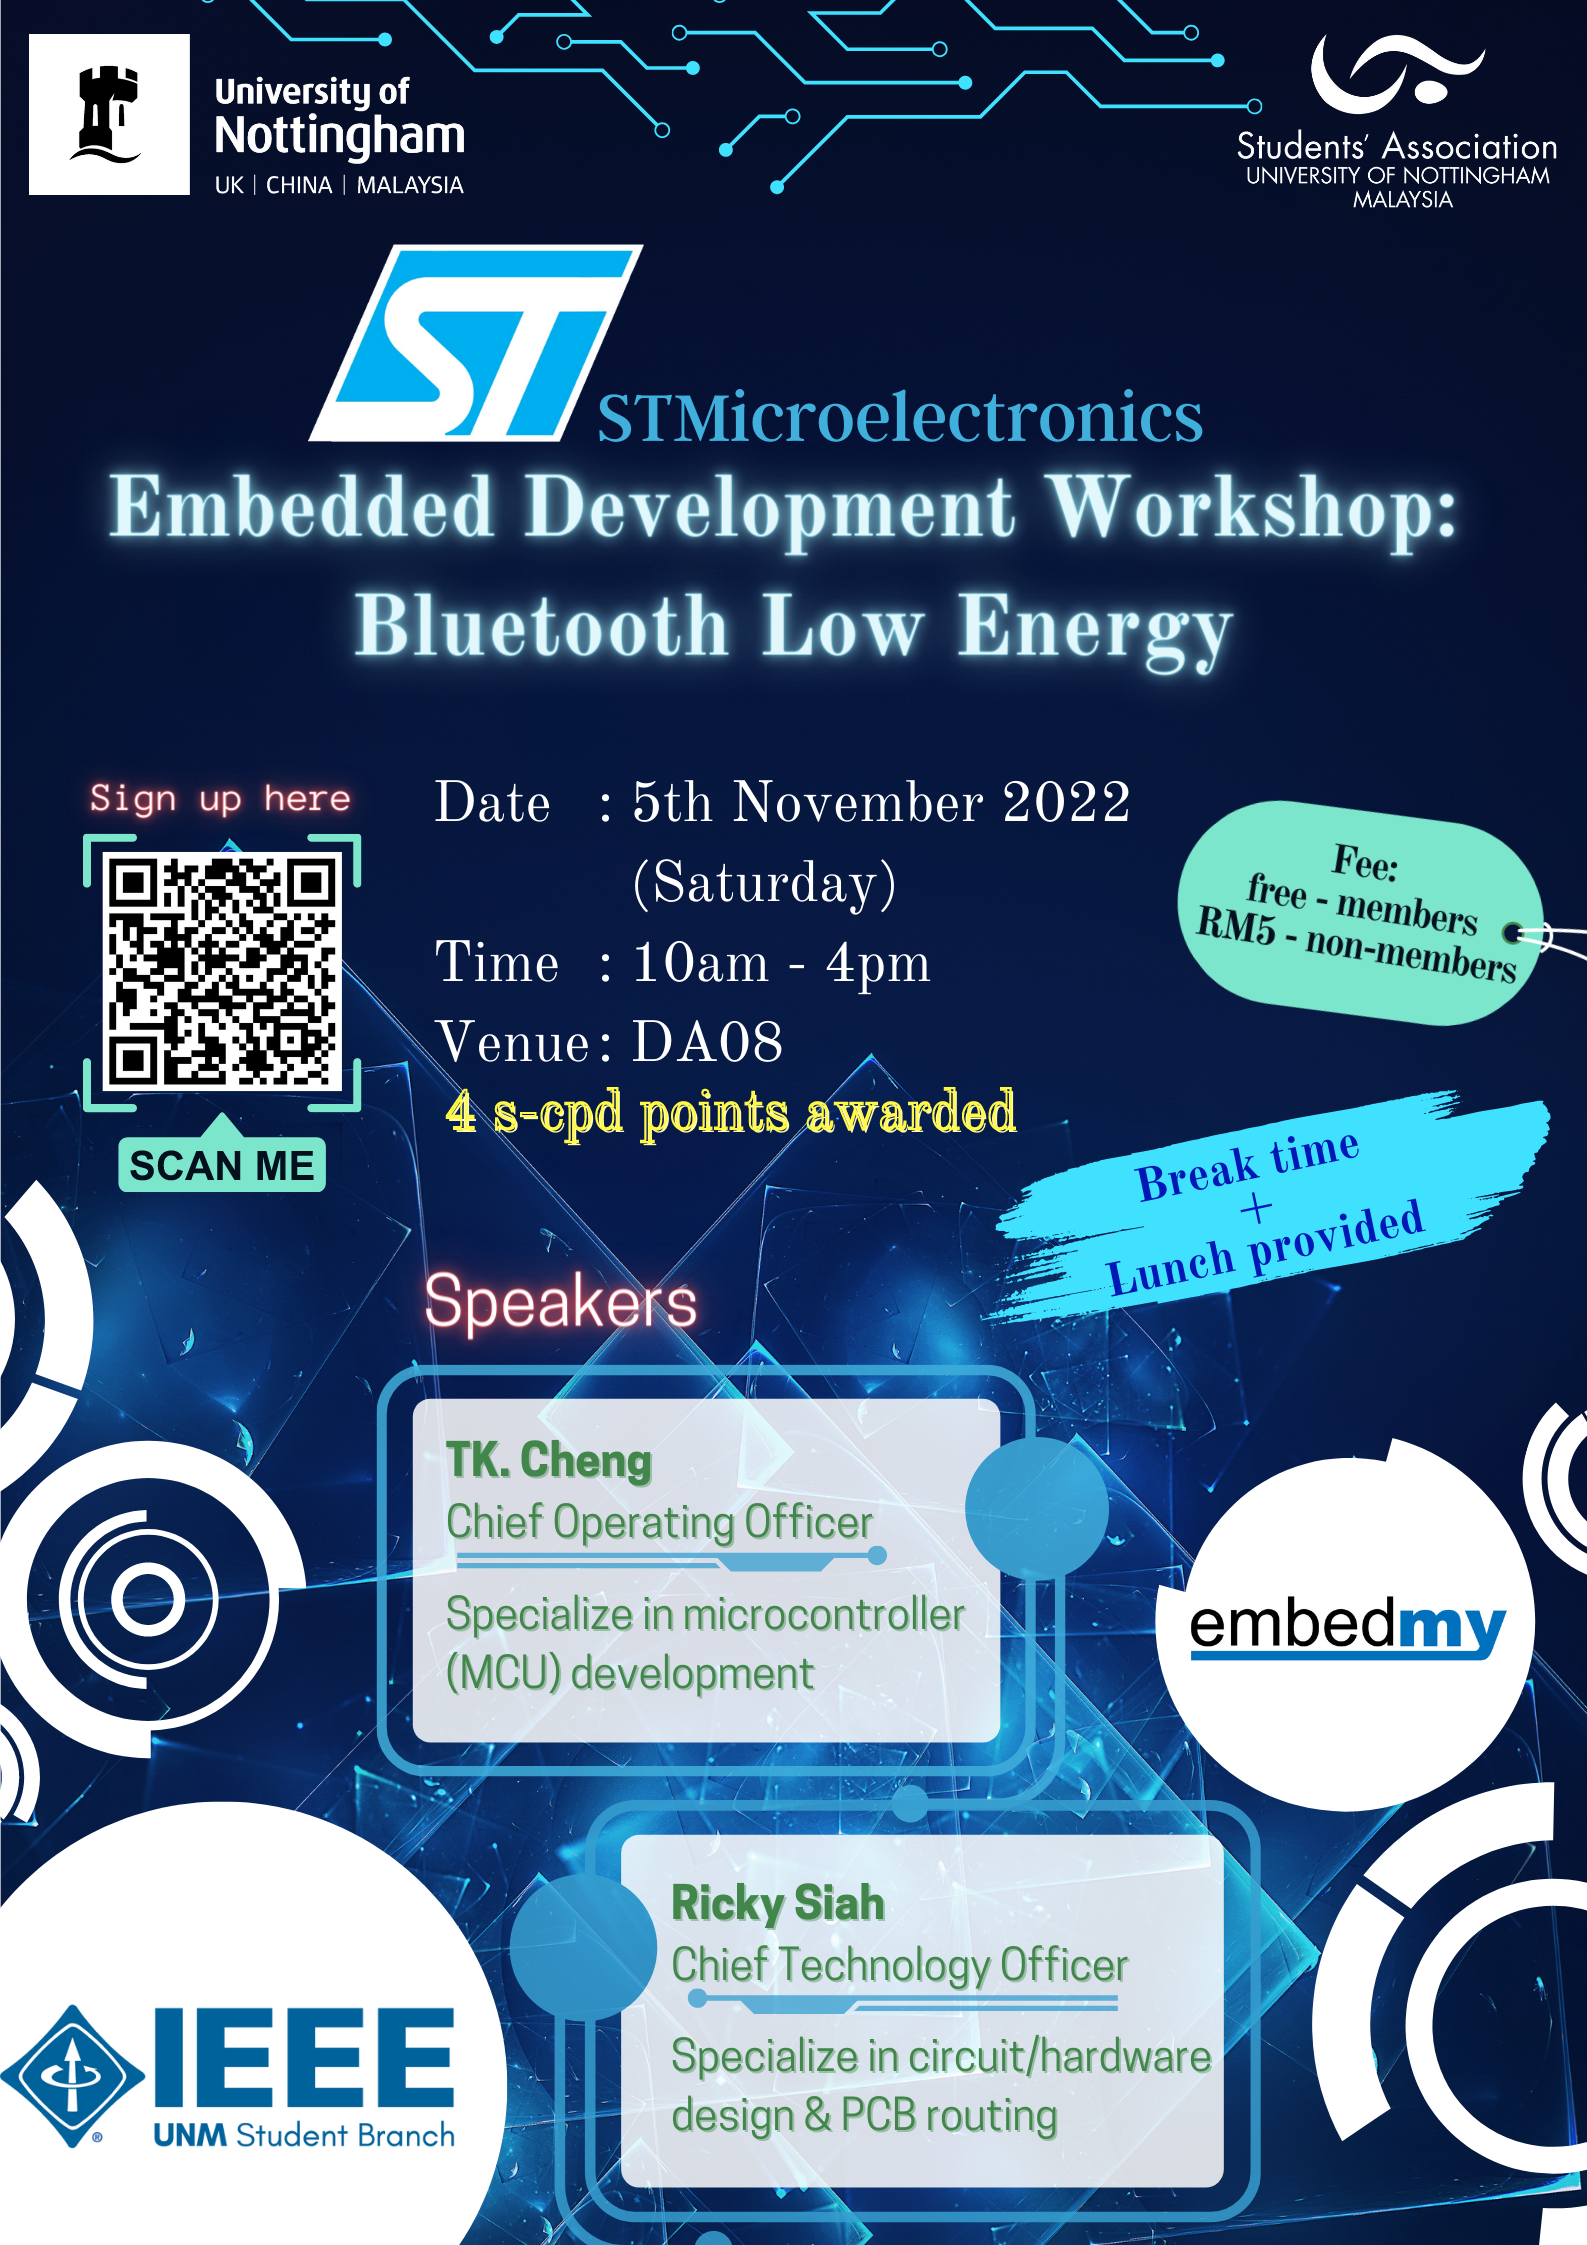 University of
Nottingham
UK | CHINA | MALAYSIA
Students' Association
UNIVERSITY OF NOTTINGHAM
MALAYSIA
ST
STMicroelectronics
Embedded Development Workshop:
Bluetooth Low Energy
Sign up here
SCAN ME
Date : 5th November 2022
(Saturday)
Time : 10am - 4pm
Venue : DA08
4 s-cpd points awarded
Fee:
free - members
RM5 - non-members
Break time
+
Lunch provided
Speakers
TK. Cheng
Chief Operating Officer
Specialize in microcontroller
(MCU) development
embedmy
Ricky Siah
Chief Technology Officer
Specialize in circuit/hardware
design & PCB routing
IEEE
®
UNM Student Branch